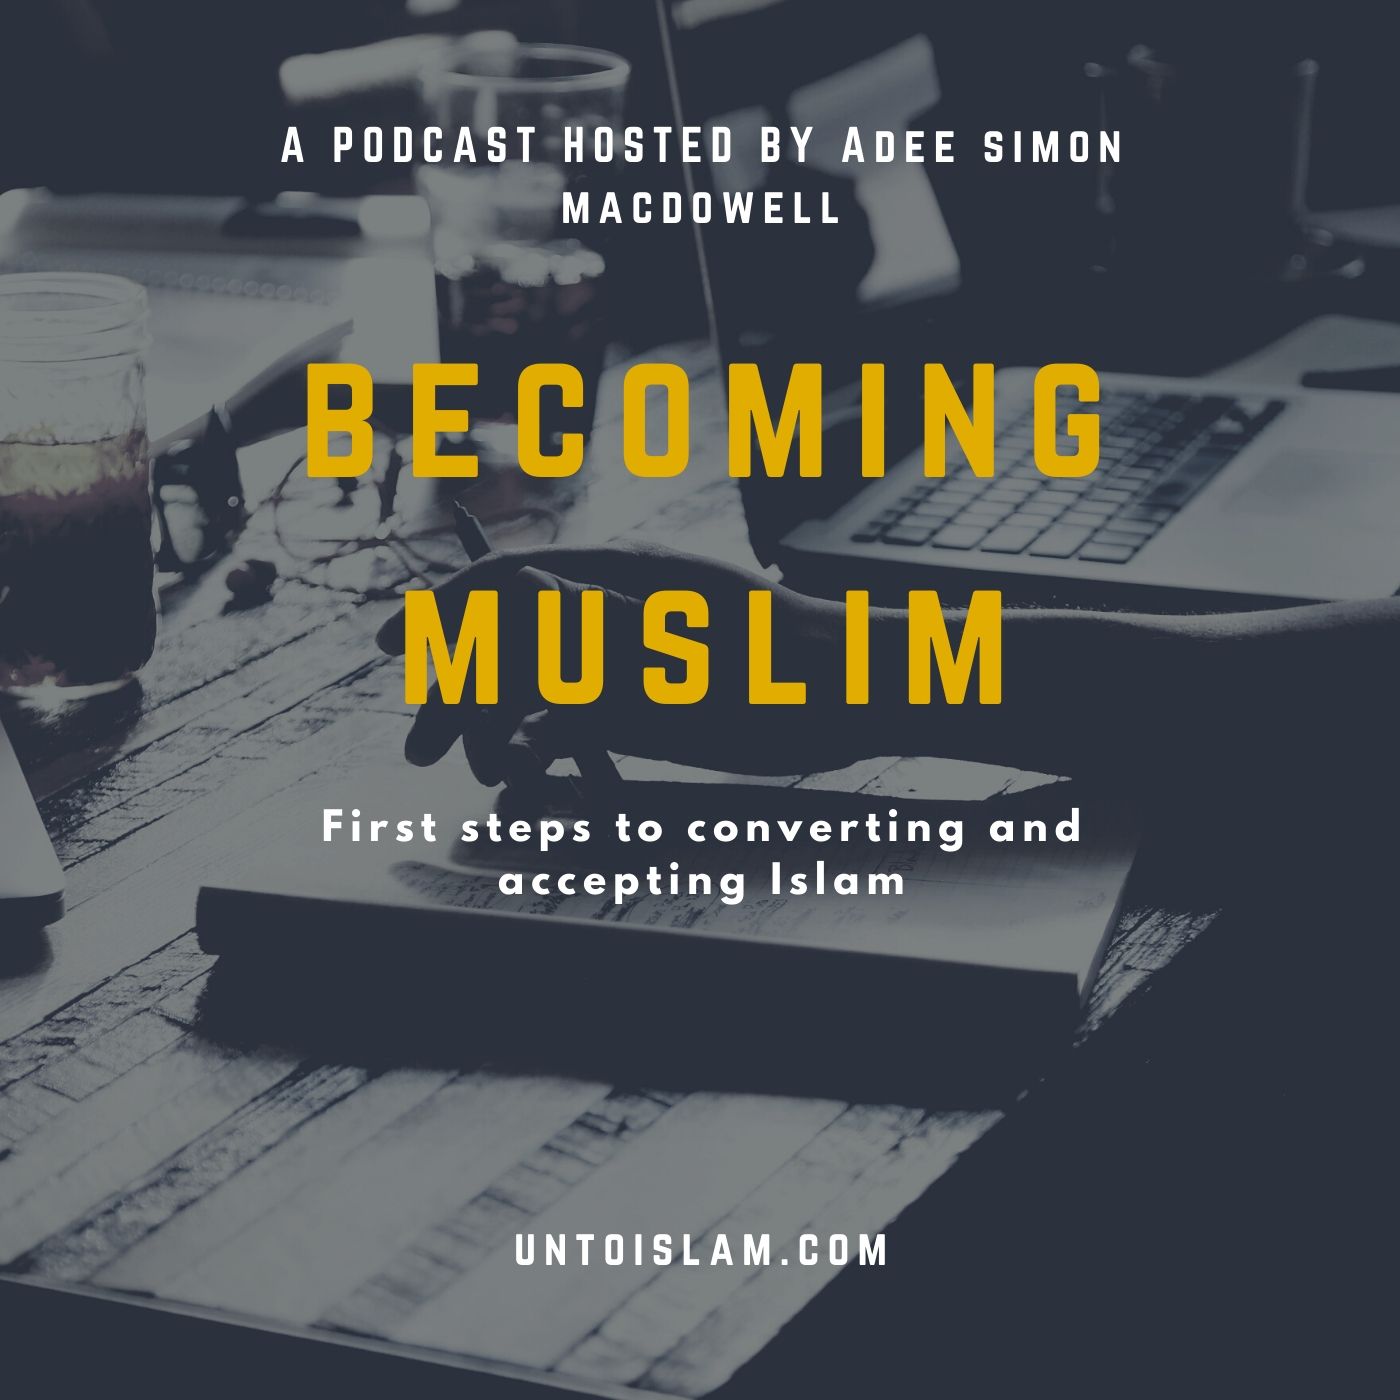 A PODCAST HOSTED BY ADEE SIMON
MACDOWELL
BECOMING
MUSLIM
First steps to converting and
accepting Islam
UNTOISLAM.COM